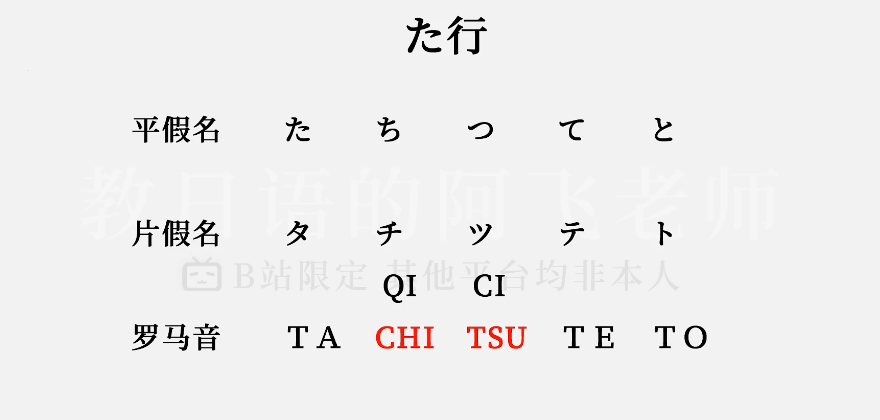 た行
平假名 た ち つ て と
教日语的阿飞老师
片假名 タ チ ツ テ ト
B站限定 其他平台均非本人
QI CI
罗马音 TA CHI TSU TE TO